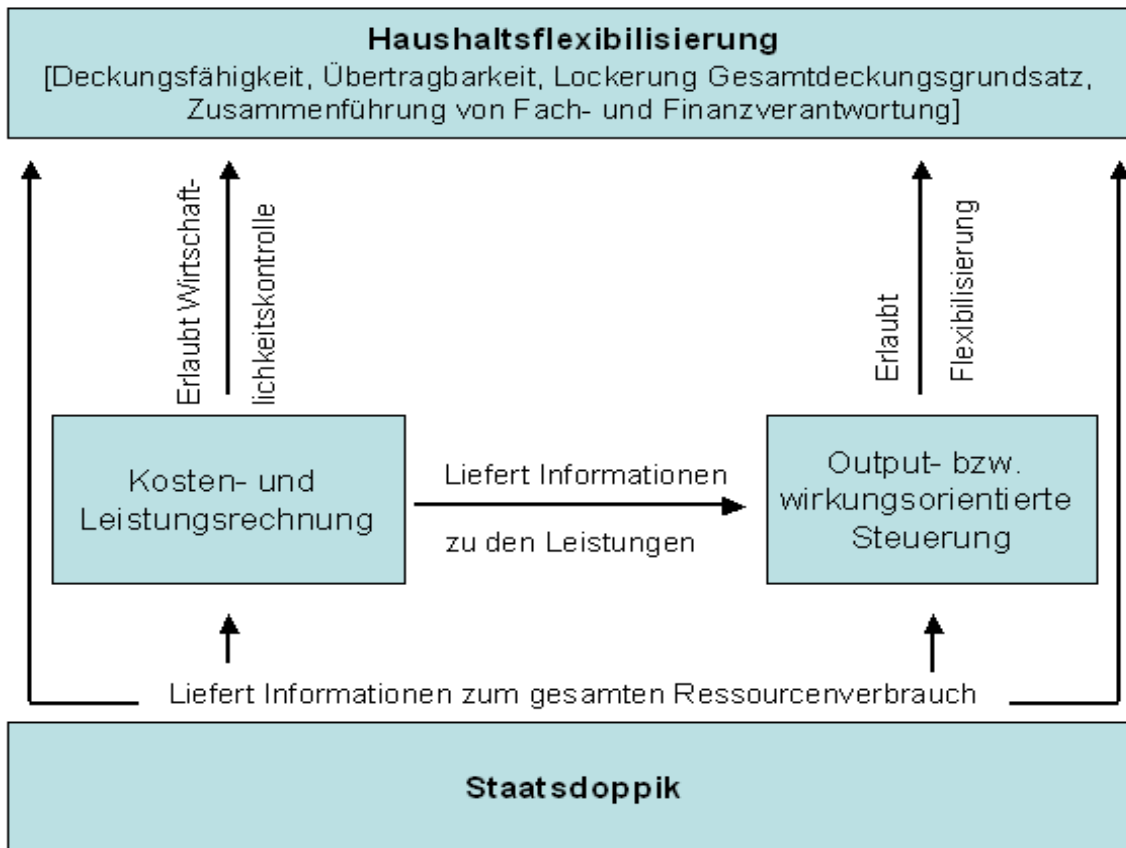 Haushaltsflexibilisierung
[Deckungsfähigkeit, Übertragbarkeit, Lockerung Gesamtdeckungsgrundsatz,
Zusammenführung von Fach- und Finanzverantwortung]
Erlaubt Wirtschaft-
lichkeitskontrolle
Erlaubt
Flexibilisierung
Kosten- und
Leistungsrechnung
Liefert Informationen
zu den Leistungen
Output- bzw.
wirkungsorientierte
Steuerung
Liefert Informationen zum gesamten Ressourcenverbrauch
Staatsdoppik